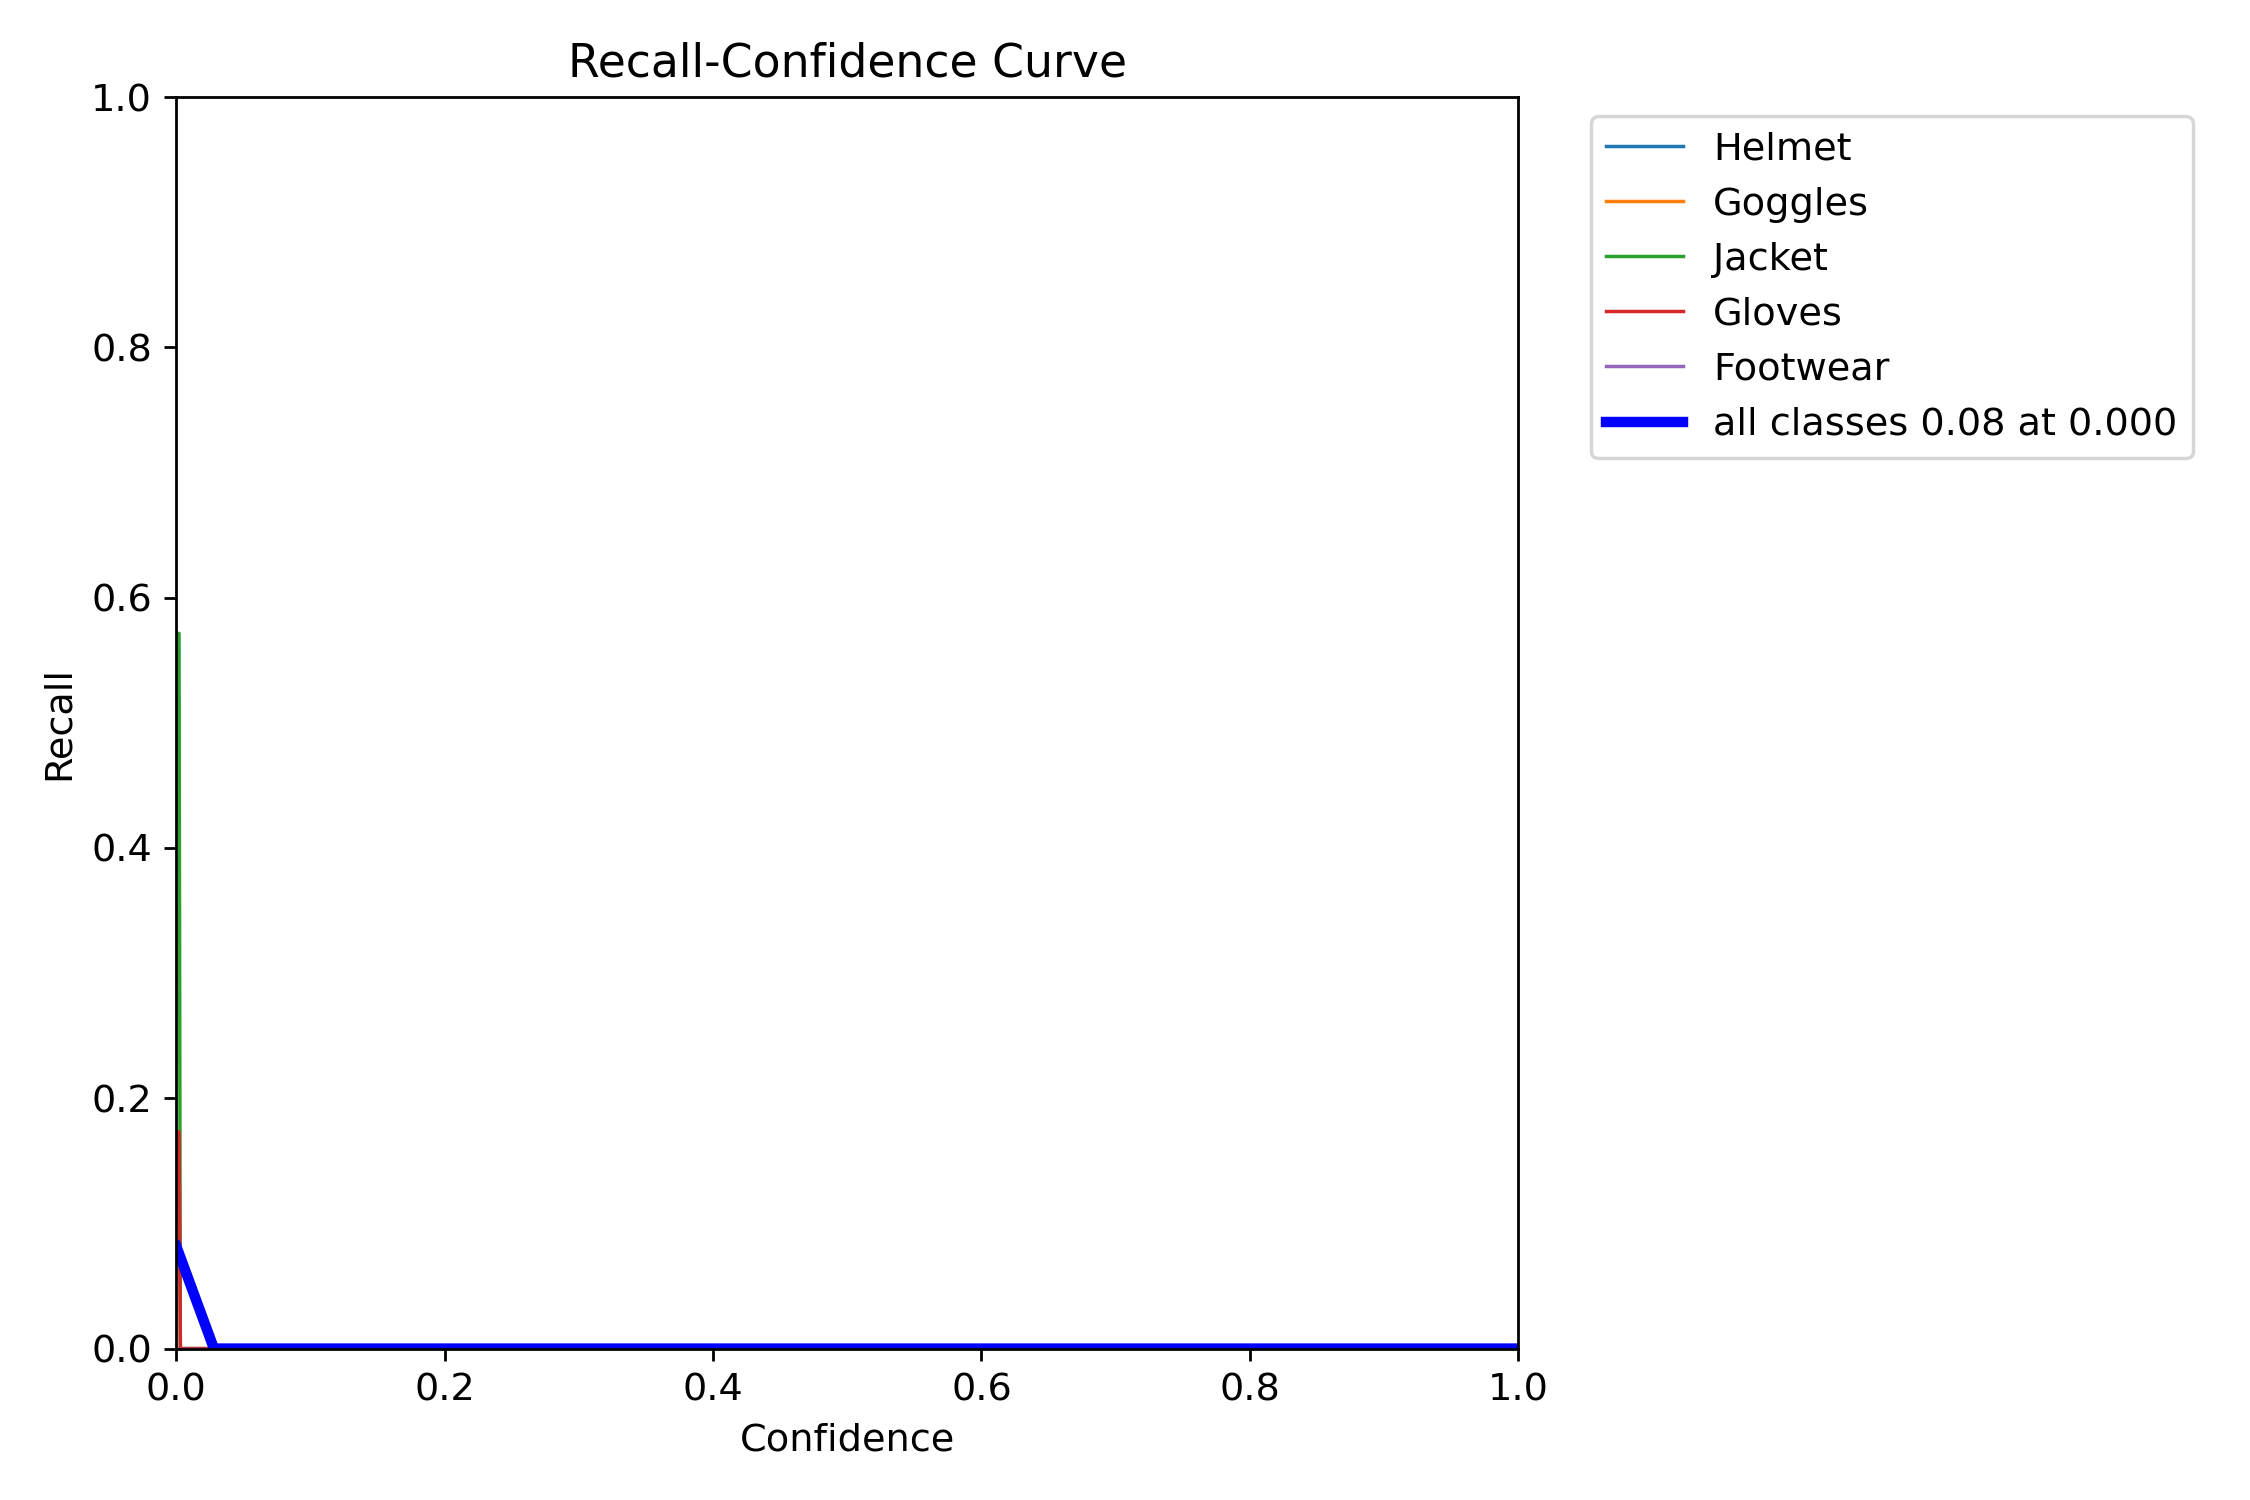 Recall-Confidence Curve
1.0
0.8
0.6
0.4
0.2
0.0
Recall
0.0 0.2 0.4 0.6 0.8 1.0
Confidence
Helmet
Goggles
Jacket
Gloves
Footwear
all classes 0.08 at 0.000